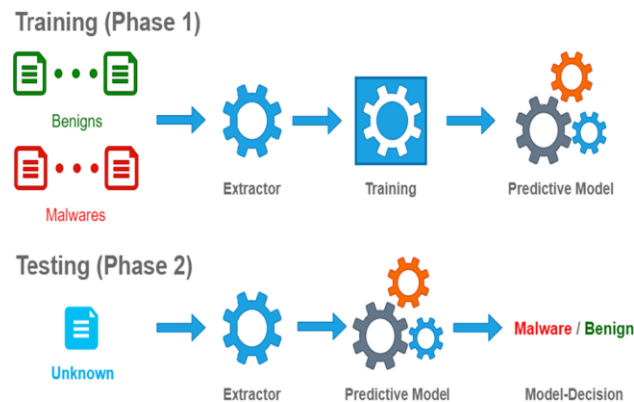 Training (Phase 1)
Benigns
Malwares
Extractor
Training
Predictive Model
Testing (Phase 2)
Unknown
Extractor
Predictive Model
Malware / Benign
Model-Decision